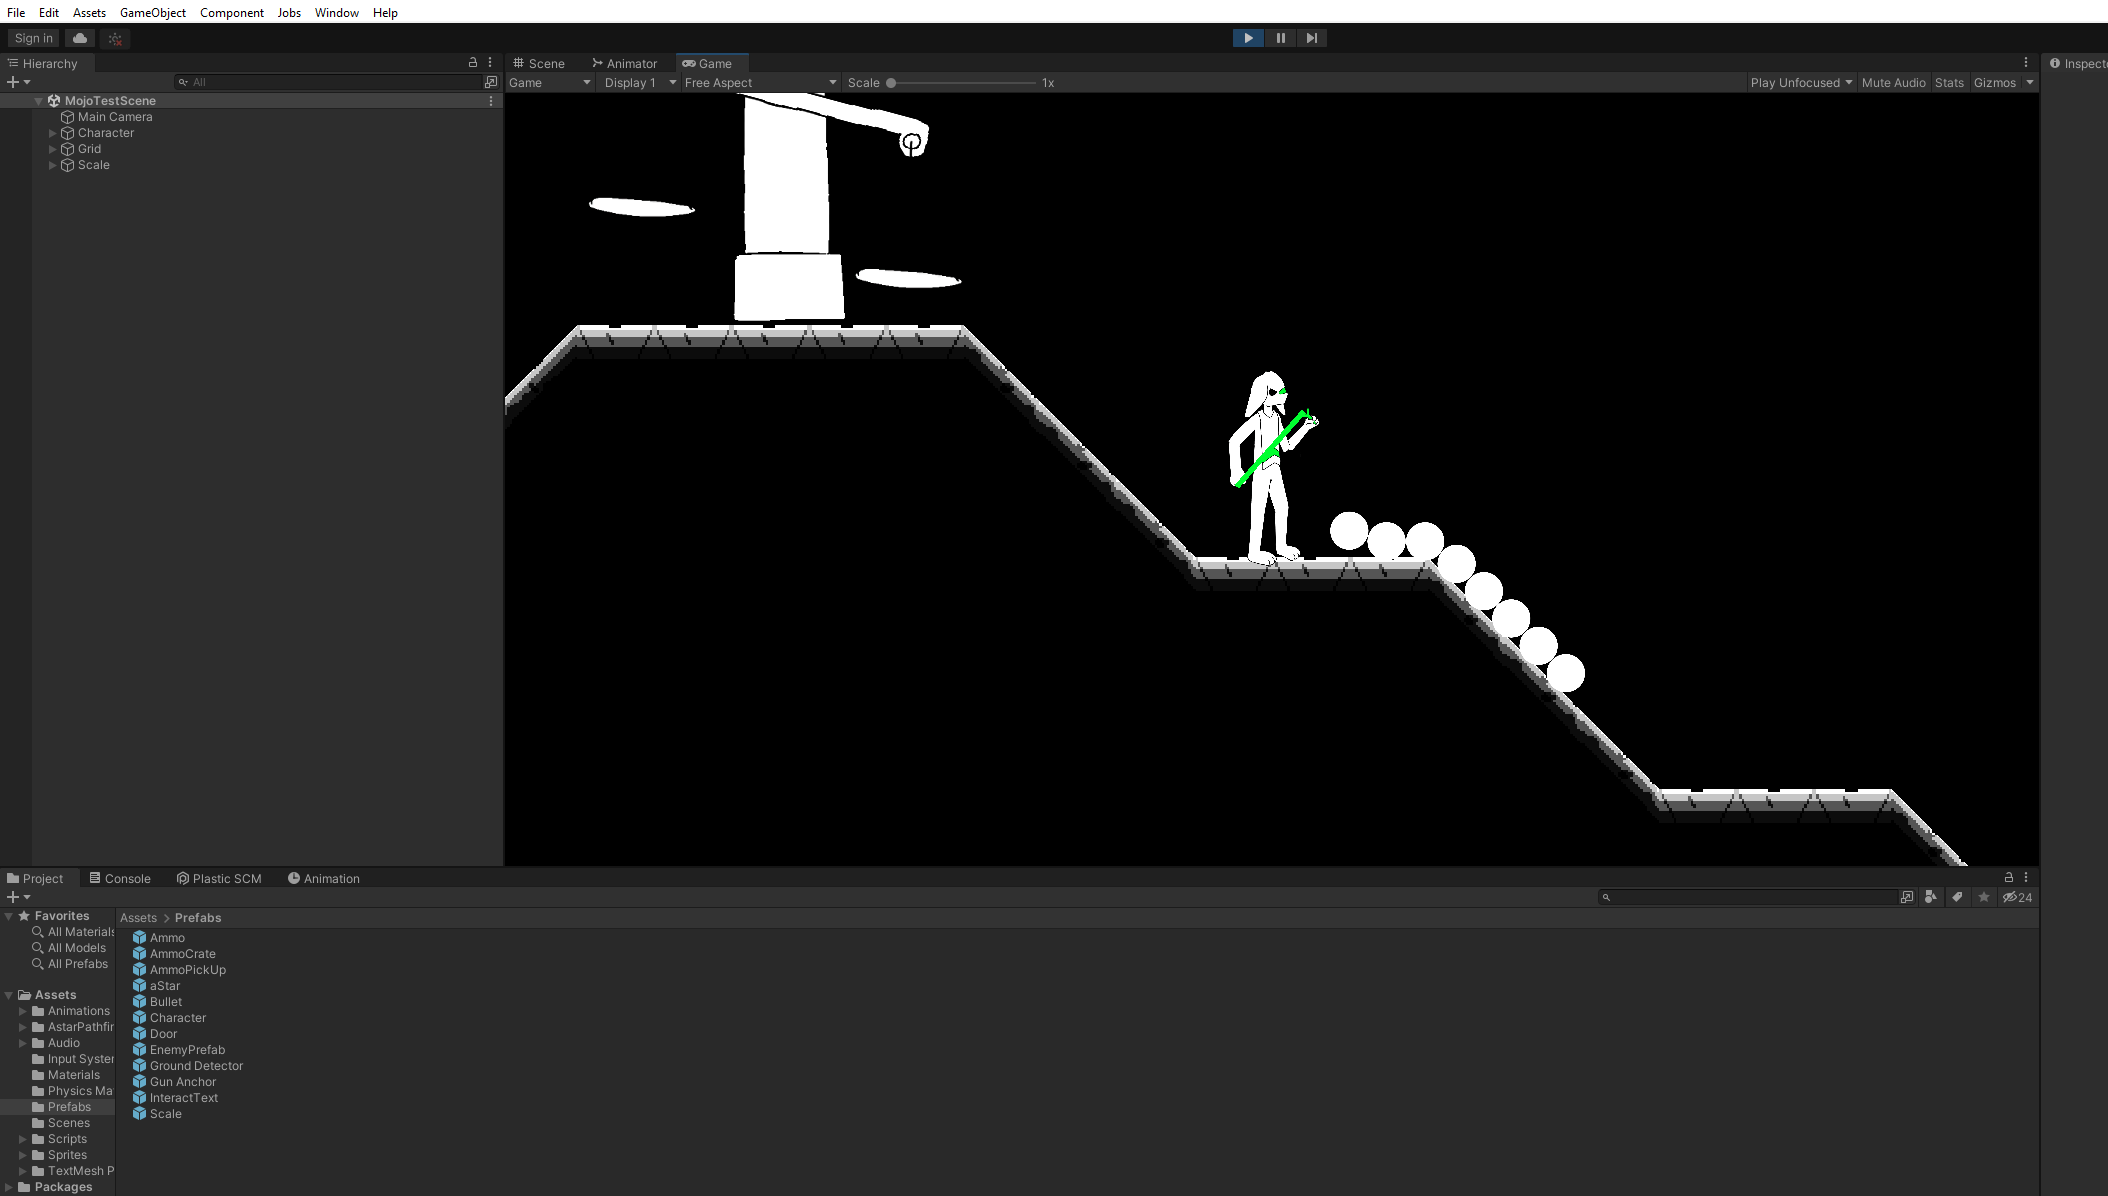 File Edit Assets GameObject Component Jobs Window Help
Sign in
Hierarchy
All
MojoTestScene
Main Camera
Character
Grid
Scale
Scene Animator Game
Game Display 1 Free Aspect Scale 1x Play Unfocused Mute Audio Stats Gizmos
Inspect
Project Console Plastic SCM Animation
24
Favorites
All Materials
All Models
All Prefabs
Assets
Animations
AstarPathfin
Audio
Input Syster
Materials
Physics Ma
Prefabs
Scenes
Scripts
Sprites
TextMesh P
Packages
Assets > Prefabs
Ammo
AmmoCrate
AmmoPickUp
aStar
Bullet
Character
Door
EnemyPrefab
Ground Detector
Gun Anchor
InteractText
Scale